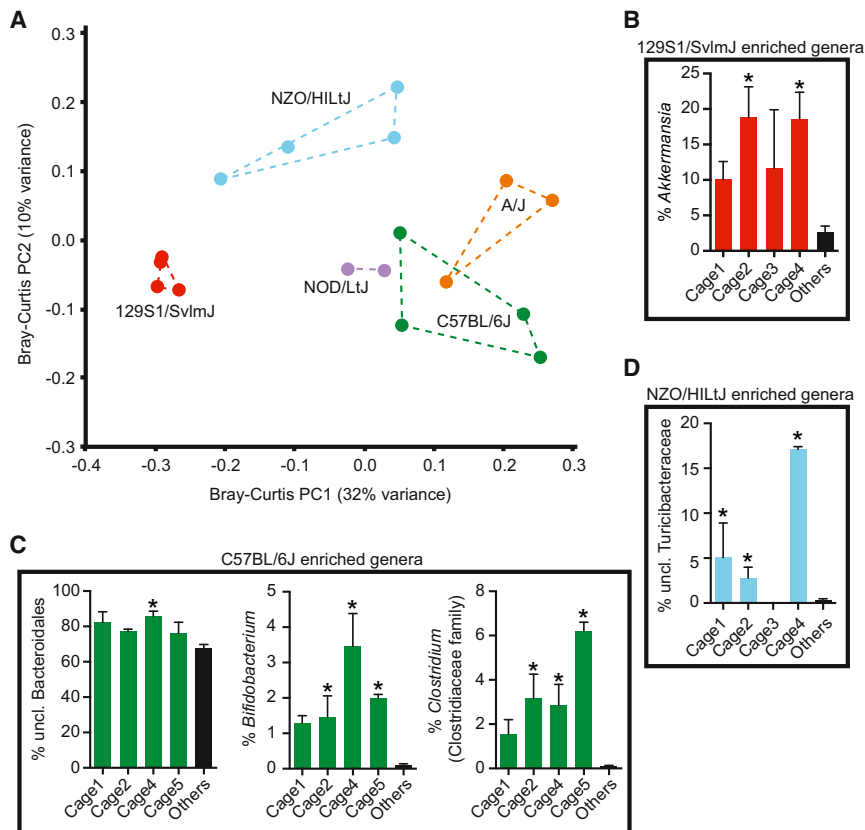 A
Bray-Curtis PC2 (10% variance)
0.3
0.2
0.1
0.0
-0.1
-0.2
-0.3
NZO/HILtJ
A/J
NOD/LtJ
129S1/SvImJ
C57BL/6J
-0.4 -0.3 -0.2 -0.1 0.0 0.1 0.2 0.3
Bray-Curtis PC1 (32% variance)
B
129S1/SvImJ enriched genera
% Akkermansia
25
20
15
10
5
0
* *
Cage1 Cage2 Cage3 Cage4 Others
D
NZO/HILtJ enriched genera
% uncl. Turicibacteraceae
20
15
10
5
0
* * *
Cage1 Cage2 Cage3 Cage4 Others
C
C57BL/6J enriched genera
% uncl. Bacteroidales
100
80
60
40
20
0
*
Cage1 Cage2 Cage4 Cage5 Others
% Bifidobacterium
5
4
3
2
1
0
* * *
Cage1 Cage2 Cage4 Cage5 Others
% Clostridium
(Clostridiaceae family)
8
6
4
2
0
* * *
Cage1 Cage2 Cage4 Cage5 Others